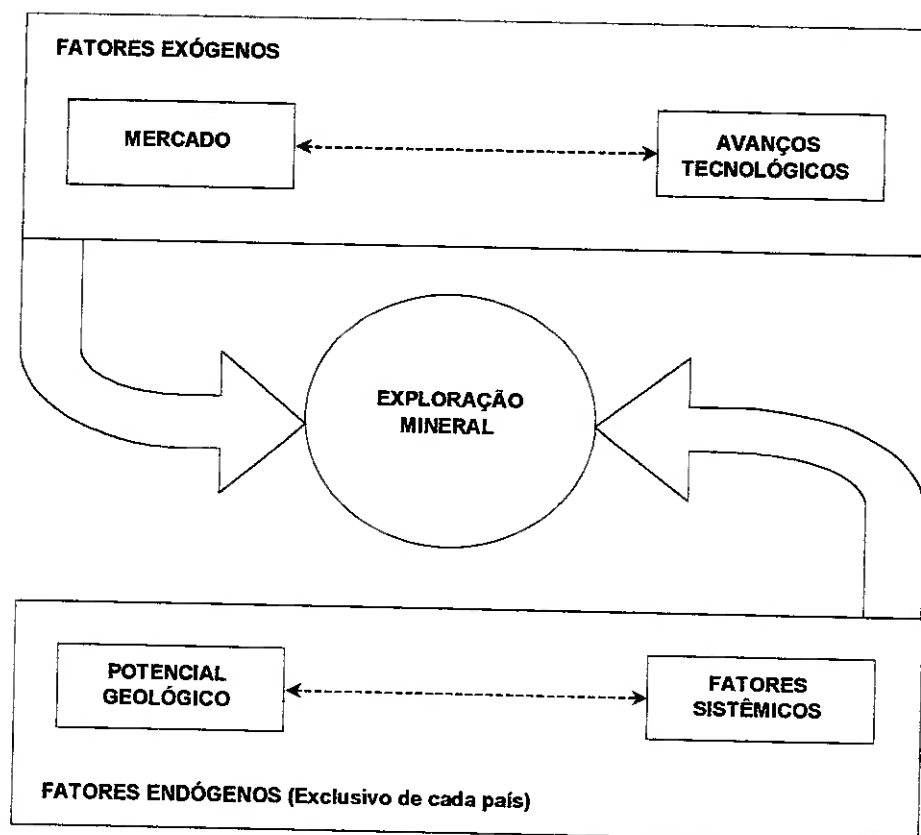 FATORES EXÓGENOS
MERCADO
AVANÇOS
TECNOLÓGICOS
EXPLORAÇÃO
MINERAL
POTENCIAL
GEOLÓGICO
FATORES
SISTÊMICOS
FATORES ENDÓGENOS (Exclusivo de cada país)